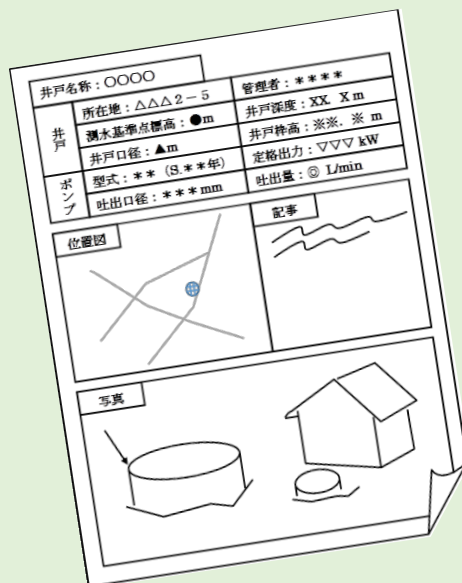 井戸名称：〇〇〇〇
井戸
所在地：△△△２－５
管理者：＊＊＊＊
測水基準点標高：●m
井戸深度：XX．X m
井戸口径：▲m
井戸枠高：※※．※ m
ポンプ
型式：＊＊（S.＊＊年）
定格出力：▽▽▽ kW
吐出口径：＊＊＊mm
吐出量：◎ L/min
位置図
記事
写真